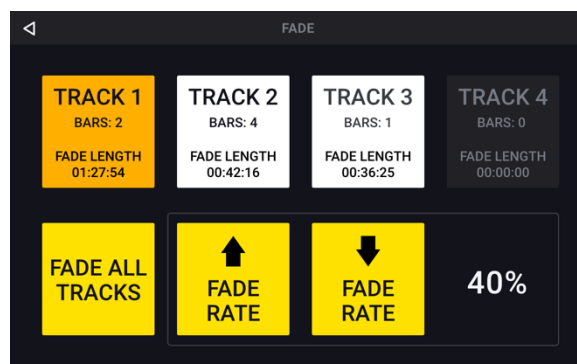 FADE
TRACK 1
BARS: 2
FADE LENGTH
01:27:54
TRACK 2
BARS: 4
FADE LENGTH
00:42:16
TRACK 3
BARS: 1
FADE LENGTH
00:36:25
TRACK 4
BARS: 0
FADE LENGTH
00:00:00
FADE ALL
TRACKS
FADE
RATE
FADE
RATE
40%